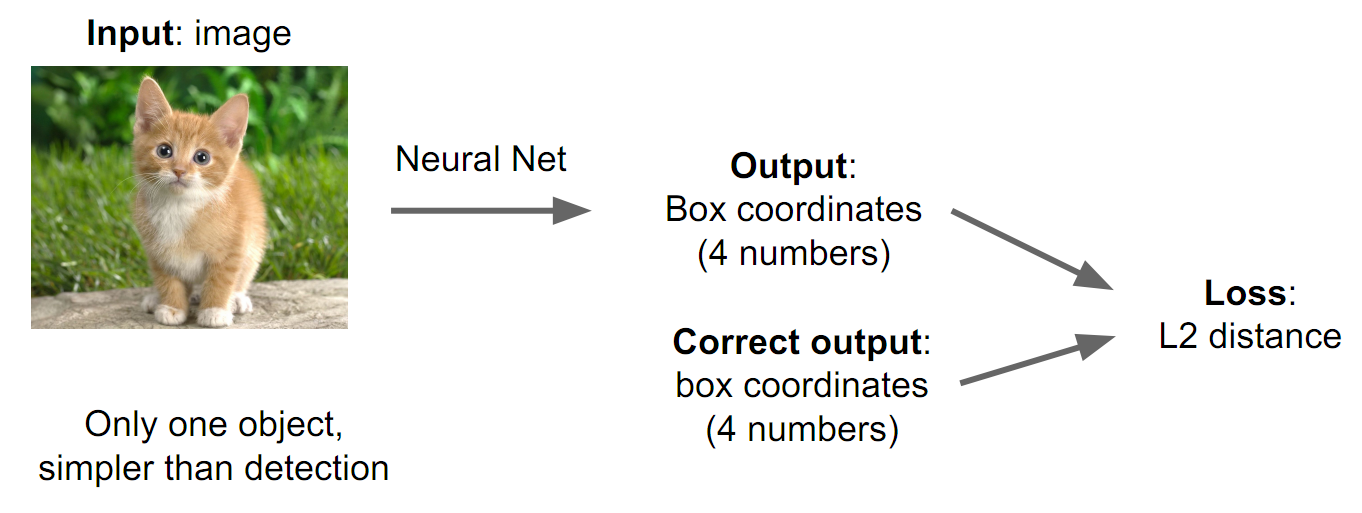 Input: image
Neural Net
Output:
Box coordinates
(4 numbers)
Correct output:
box coordinates
(4 numbers)
Loss:
L2 distance
Only one object,
simpler than detection